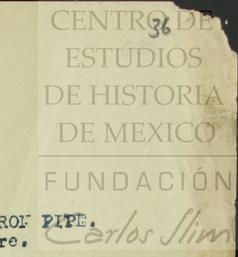 36
CENTRO DE
ESTUDIOS
DE HISTORIA
DE MEXICO
FUNDACIÓN
Carlos Slim
PIPE.
re.